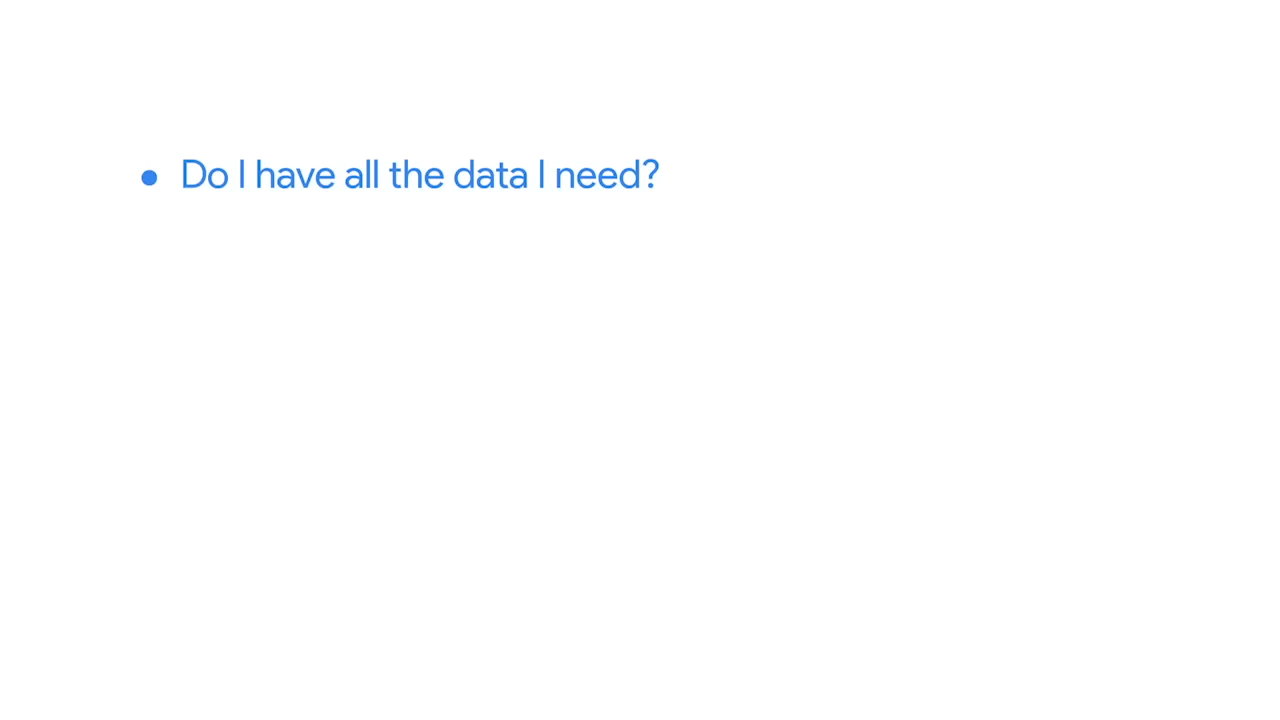 ● Do I have all the data I need?